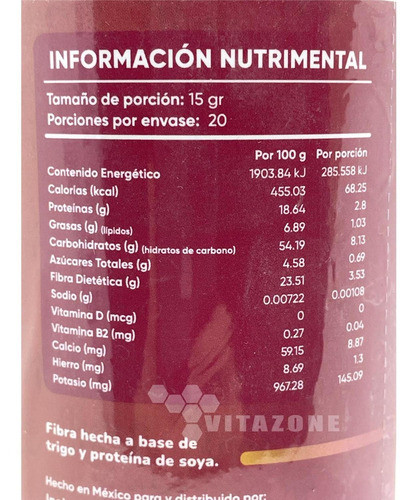 INFORMACIÓN NUTRIMENTAL
Tamaño de porción: 15 gr
Porciones por envase: 20
Por 100 g Por porción
Contenido Energético 1903.84 kJ 285.558 kJ
Calorías (kcal) 455.03 68.25
Proteínas (g) 18.64 2.8
Grasas (g) (lípidos) 6.89 1.03
Carbohidratos (g) (hidratos de carbono) 54.19 8.13
Azúcares Totales (g) 4.58 0.69
Fibra Dietética (g) 23.51 3.53
Sodio (g) 0.00722 0.00108
Vitamina D (mcg) 0 0
Vitamina B2 (mg) 0.27 0.04
Calcio (mg) 59.15 8.87
Hierro (mg) 8.69 1.3
Potasio (mg) 967.28 145.09
VITAZONE
Fibra hecha a base de
trigo y proteína de soya.
Hecho en México para y distribuido por: